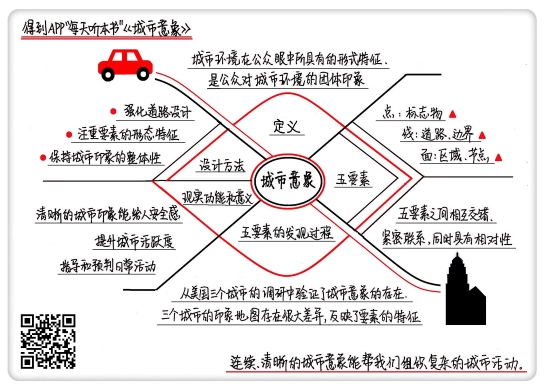 得到APP"每天听本书"《城市意象》
城市环境在公众眼中所具有的形式特征.
是公众对城市环境的团体印象
强化道路设计
注重要素的形态特征
保持城市印象的整体性
定义
点：标志物
线：道路、边界
面：区域、节点
设计方法
城市意象
五要素
观察功能和意义
清晰的城市印象能给人安全感
提升城市活跃度
指导和预判日常活动
五要素的发现过程
五要素之间相互交错、
紧密联系,同时具有相对性
从美国三个城市的调研中验证了城市意象的存在.
三个城市的印象地图存在很大差异,反映了要素的特征
连续、清晰的城市意象能帮我们组织复杂的城市活动。